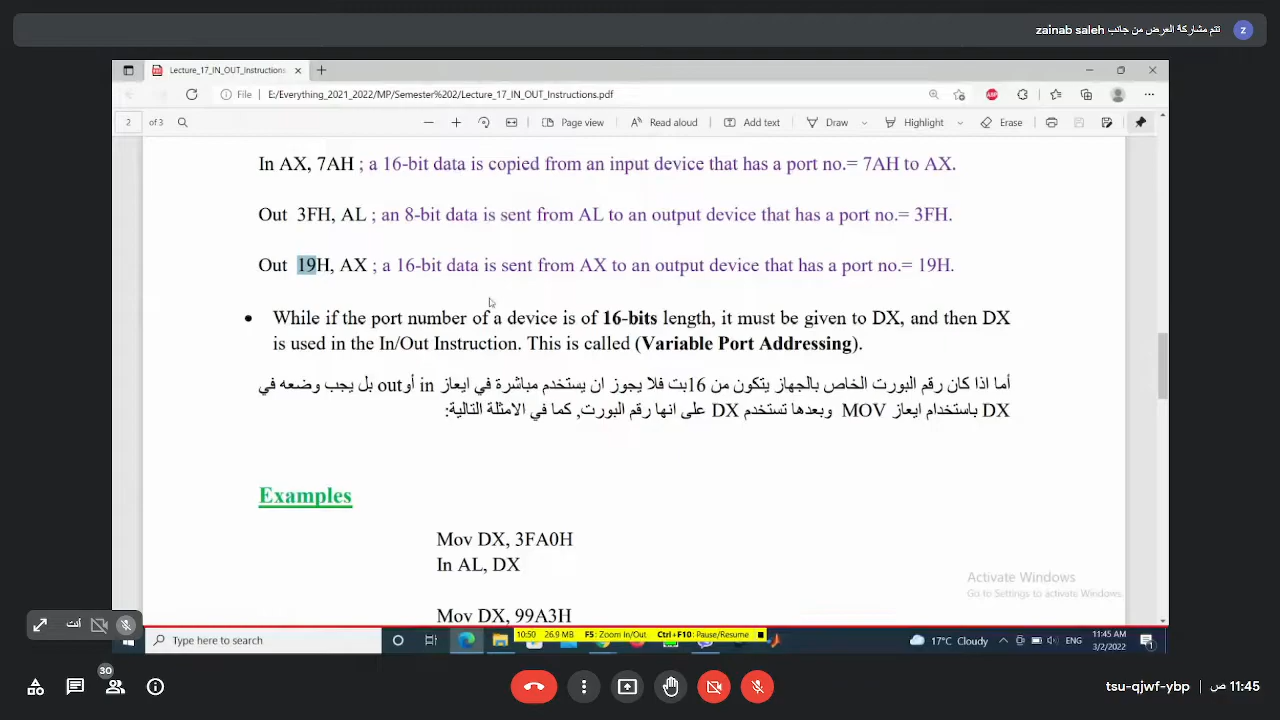 تتم مشاركة العرض من جانب zainab saleh
z
Lecture_17_IN_OUT_Instructions.
File
E:/Everything_2021_2022/MP/Semester%202/Lecture_17_IN_OUT_Instructions.pdf
ABP
2 of 3
Page view
Read aloud
Add text
Draw
Highlight
Erase
In AX, 7AH ; a 16-bit data is copied from an input device that has a port no.= 7AH to AX.
Out 3FH, AL ; an 8-bit data is sent from AL to an output device that has a port no.= 3FH.
Out 19H, AX ; a 16-bit data is sent from AX to an output device that has a port no.= 19H.
• While if the port number of a device is of 16-bits length, it must be given to DX, and then DX
is used in the In/Out Instruction. This is called (Variable Port Addressing).
أما اذا كان رقم البورت الخاص بالجهاز يتكون من 16بت فلا يجوز ان يستخدم مباشرة في ايعاز in أوout بل يجب وضعه في
DX باستخدام ايعاز MOV وبعدها تستخدم DX على انها رقم البورت, كما في الامثلة التالية:
Examples
Mov DX, 3FA0H
In AL, DX
Mov DX, 99A3H
Activate Windows
Go to Settings to activate Windows.
أنت
Type here to search
10:50 26.9 MB F5: Zoom In/Out Ctrl+F10: Pause/Resume
17°C Cloudy
ENG
11:45 AM
3/2/2022
1
30
tsu-qjwf-ybp | 11:45 ص